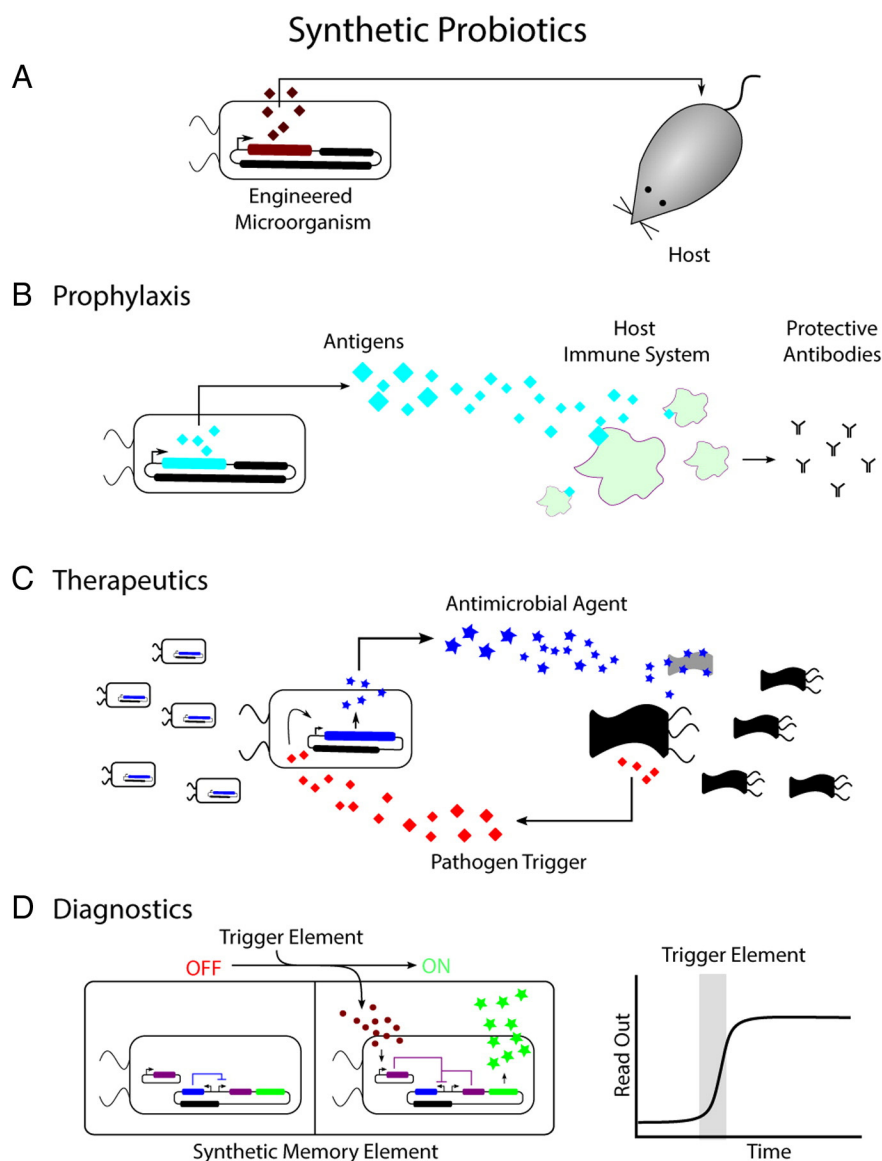 Synthetic Probiotics
A
Engineered
Microorganism
Host
B Prophylaxis
Antigens
Host
Immune System
Protective
Antibodies
C Therapeutics
Antimicrobial Agent
Pathogen Trigger
D Diagnostics
Trigger Element
OFF
ON
Synthetic Memory Element
Trigger Element
Read Out
Time